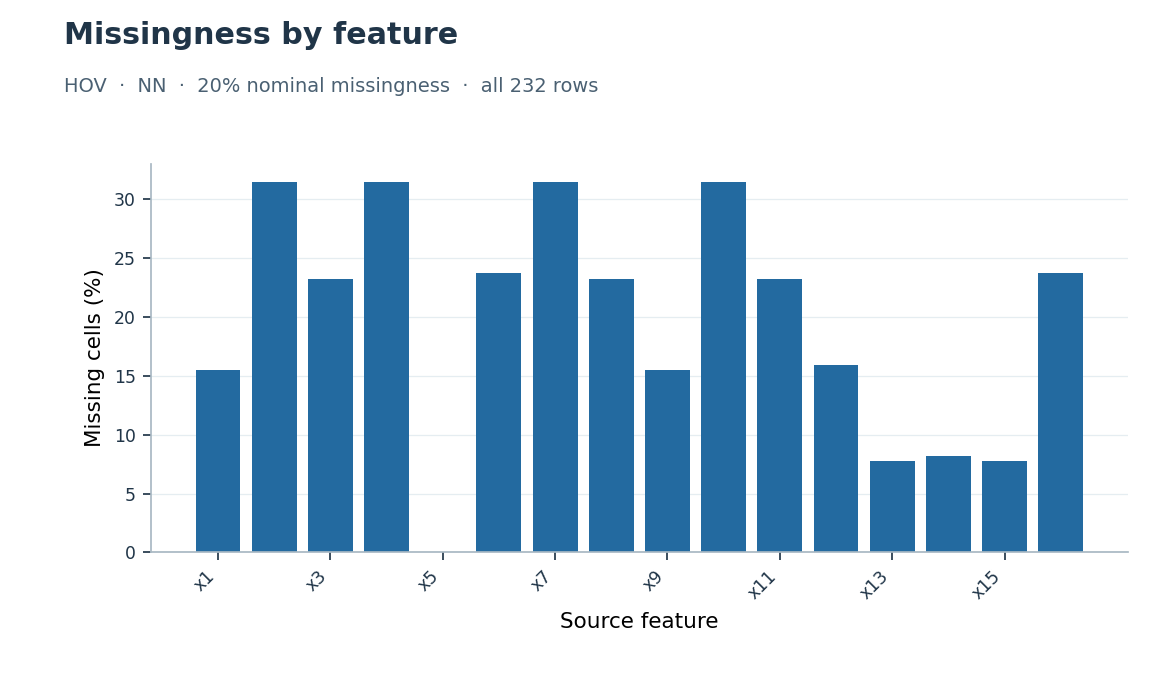 Missingness by feature
HOV · NN · 20% nominal missingness · all 232 rows
Missing cells (%)
30
25
20
15
10
5
0
x1 x3 x5 x7 x9 x11 x13 x15
Source feature